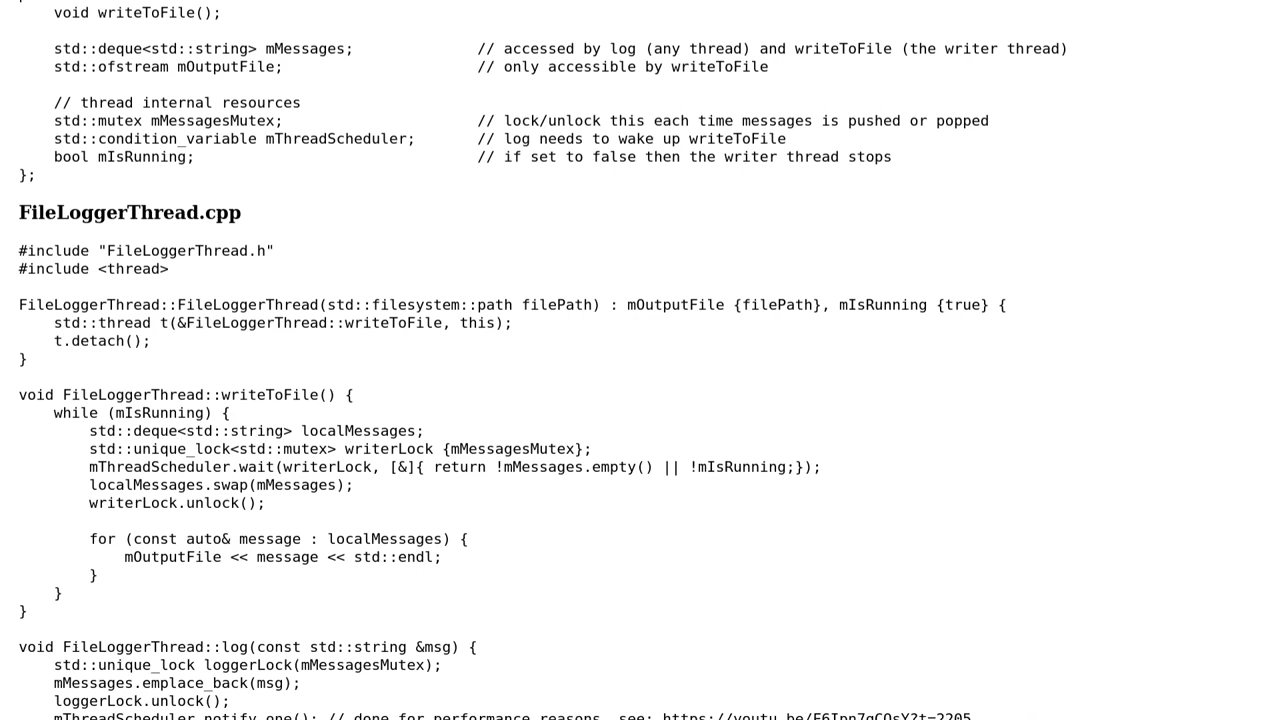 void writeToFile();
std::deque<std::string> mMessages; // accessed by log (any thread) and writeToFile (the writer thread)
std::ofstream mOutputFile; // only accessible by writeToFile
// thread internal resources
std::mutex mMessagesMutex; // lock/unlock this each time messages is pushed or popped
std::condition_variable mThreadScheduler; // log needs to wake up writeToFile
bool mIsRunning; // if set to false then the writer thread stops
};
FileLoggerThread.cpp
#include "FileLoggerThread.h"
#include <thread>
FileLoggerThread::FileLoggerThread(std::filesystem::path filePath) : mOutputFile {filePath}, mIsRunning {true} {
std::thread t(&FileLoggerThread::writeToFile, this);
t.detach();
}
void FileLoggerThread::writeToFile() {
while (mIsRunning) {
std::deque<std::string> localMessages;
std::unique_lock<std::mutex> writerLock {mMessagesMutex};
mThreadScheduler.wait(writerLock, [&]{ return !mMessages.empty() || !mIsRunning;});
localMessages.swap(mMessages);
writerLock.unlock();
for (const auto& message : localMessages) {
mOutputFile << message << std::endl;
}
}
}
void FileLoggerThread::log(const std::string &msg) {
std::unique_lock loggerLock(mMessagesMutex);
mMessages.emplace_back(msg);
loggerLock.unlock();
mThreadScheduler.notify_one(); // done for performance reasons, see: